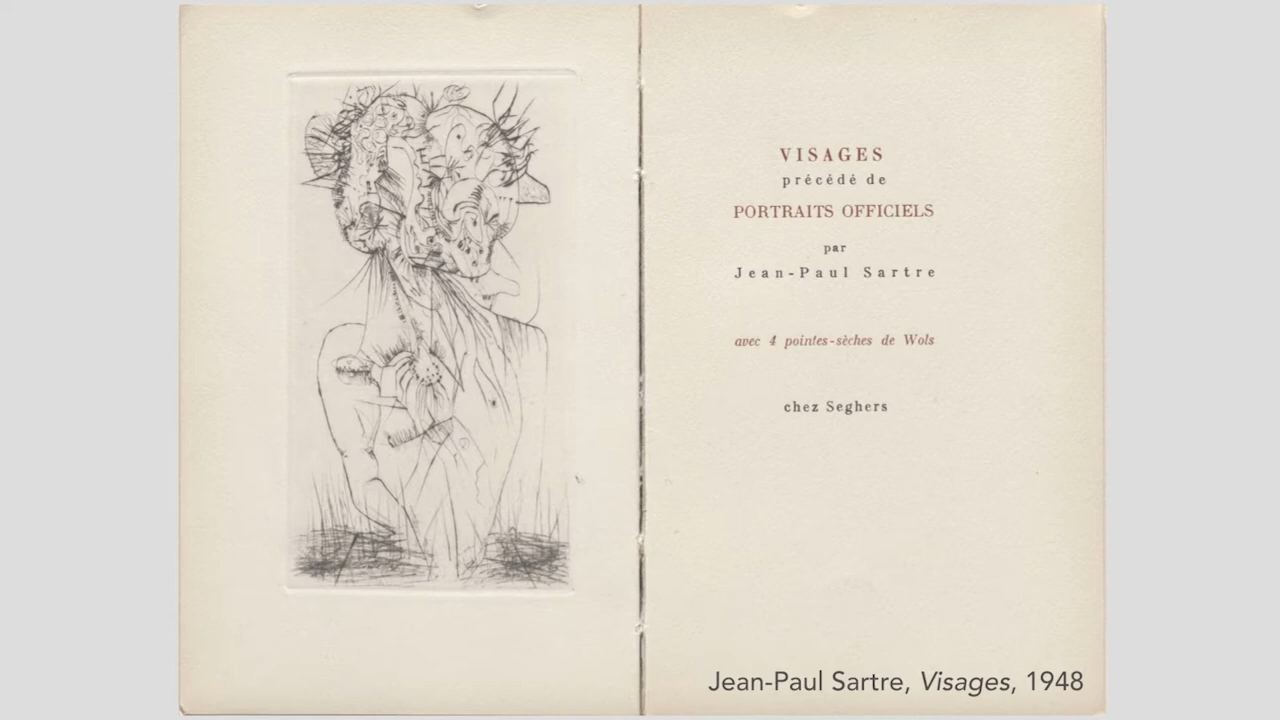 VISAGES
précédé de
PORTRAITS OFFICIELS
par
Jean-Paul Sartre
avec 4 pointes-sèches de Wols
chez Seghers
Jean-Paul Sartre, Visages, 1948